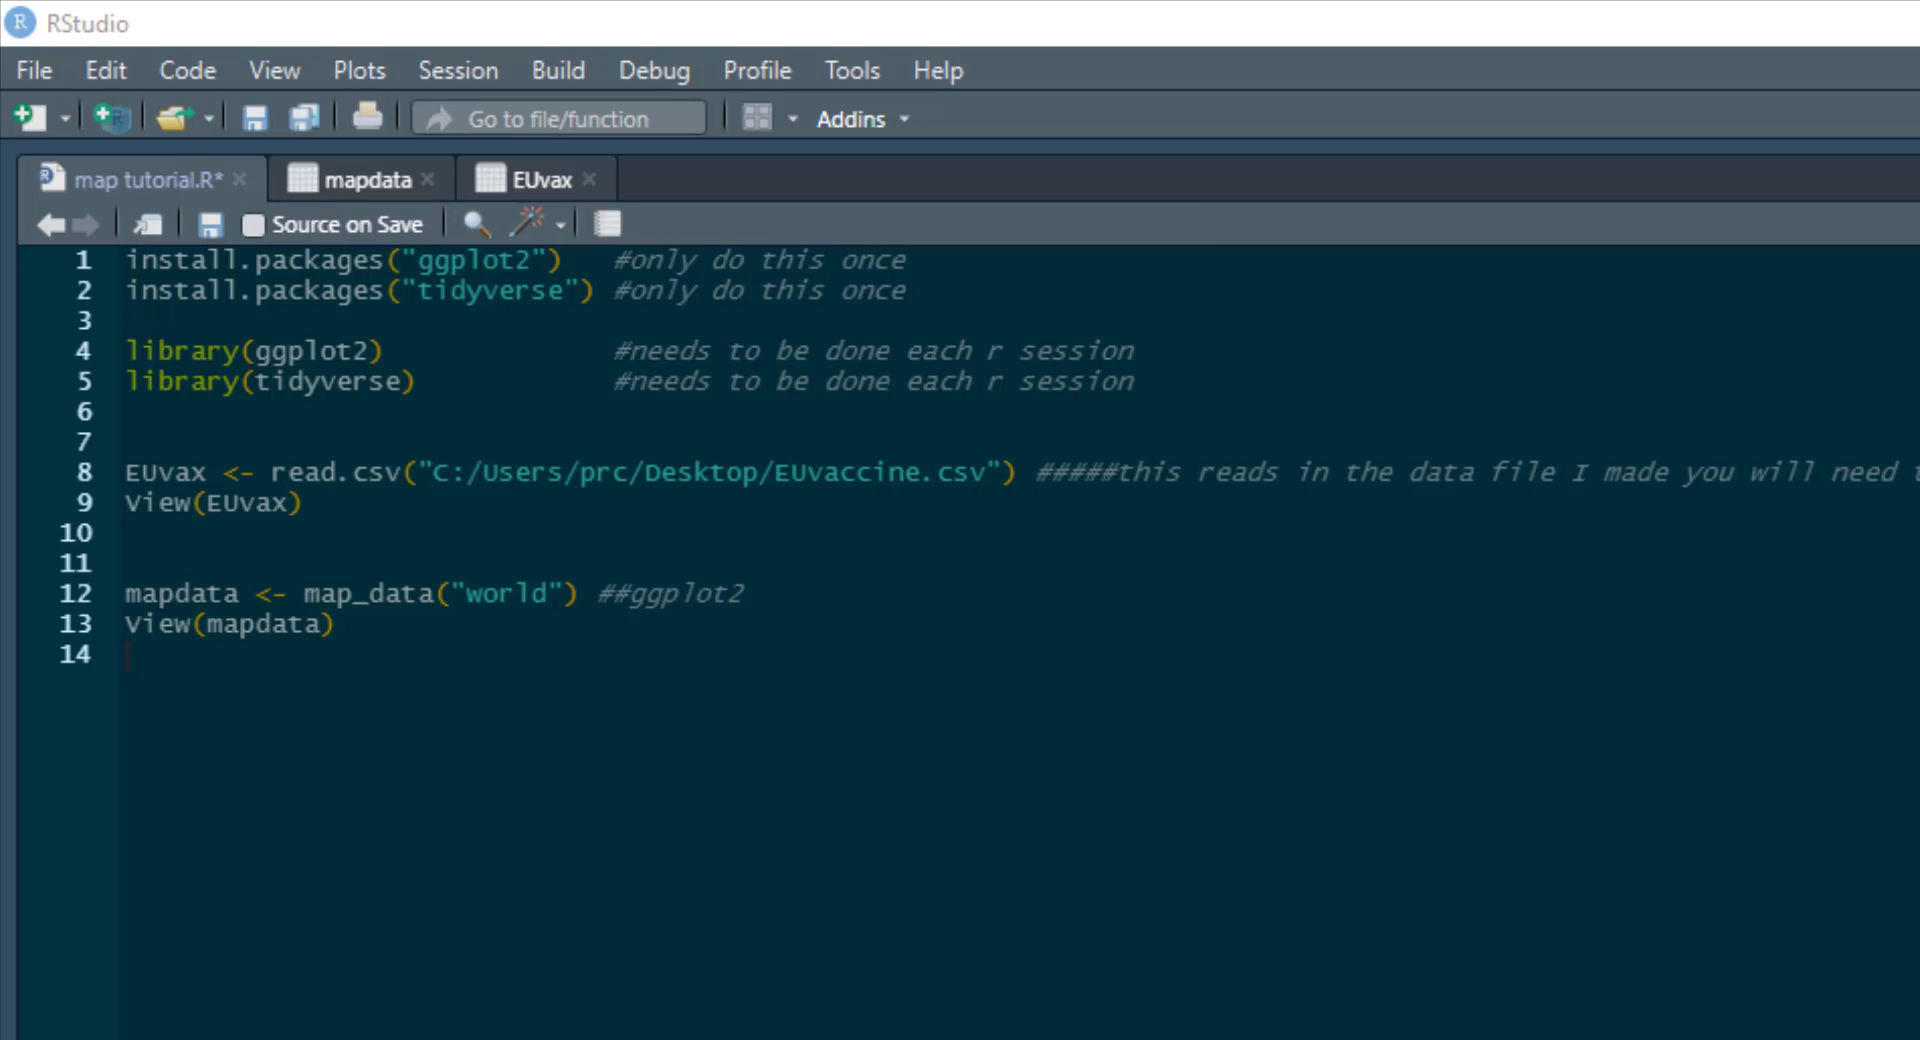 RStudio
File Edit Code View Plots Session Build Debug Profile Tools Help
Go to file/function Addins
map tutorial.R* mapdata EUvax
Source on Save
1 install.packages("ggplot2") #only do this once
2 install.packages("tidyverse") #only do this once
3
4 library(ggplot2) #needs to be done each r session
5 library(tidyverse) #needs to be done each r session
6
7
8 EUvax <- read.csv("C:/Users/prc/Desktop/EUvaccine.csv") #####this reads in the data file I made you will need
9 View(EUvax)
10
11
12 mapdata <- map_data("world") ##ggplot2
13 View(mapdata)
14